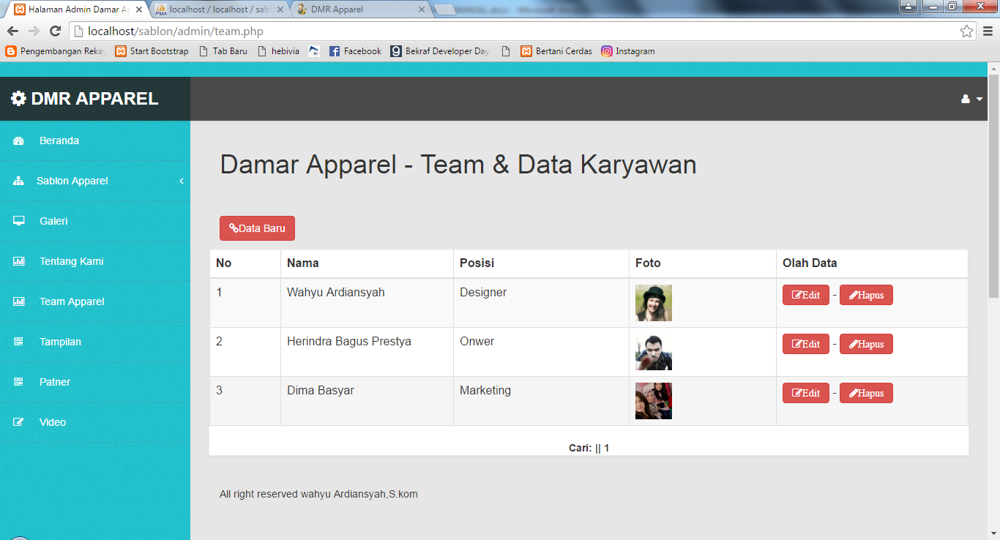 Halaman Admin Damar Ap
localhost / localhost / sabl
DMR Apparel
localhost/sablon/admin/team.php
Pengembangan Reka
Start Bootstrap
Tab Baru
hebivia
Facebook
Bekraf Developer Day
Bertani Cerdas
Instagram
DMR APPAREL
Beranda
Sablon Apparel
Galeri
Tentang Kami
Team Apparel
Tampilan
Patner
Video
Damar Apparel - Team & Data Karyawan
Data Baru
No Nama Posisi Foto Olah Data
1 Wahyu Ardiansyah Designer Edit - Hapus
2 Herindra Bagus Prestya Onwer Edit - Hapus
3 Dima Basyar Marketing Edit - Hapus
Cari: || 1
All right reserved wahyu Ardiansyah,S.kom